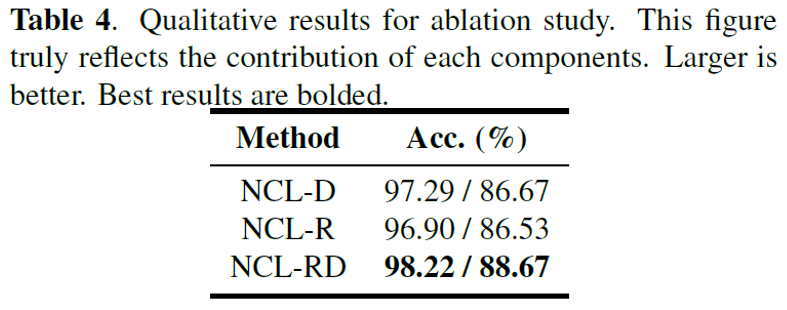 Table 4. Qualitative results for ablation study. This figure
truly reflects the contribution of each components. Larger is
better. Best results are bolded.
Method Acc. (%)
NCL-D 97.29 / 86.67
NCL-R 96.90 / 86.53
NCL-RD 98.22 / 88.67